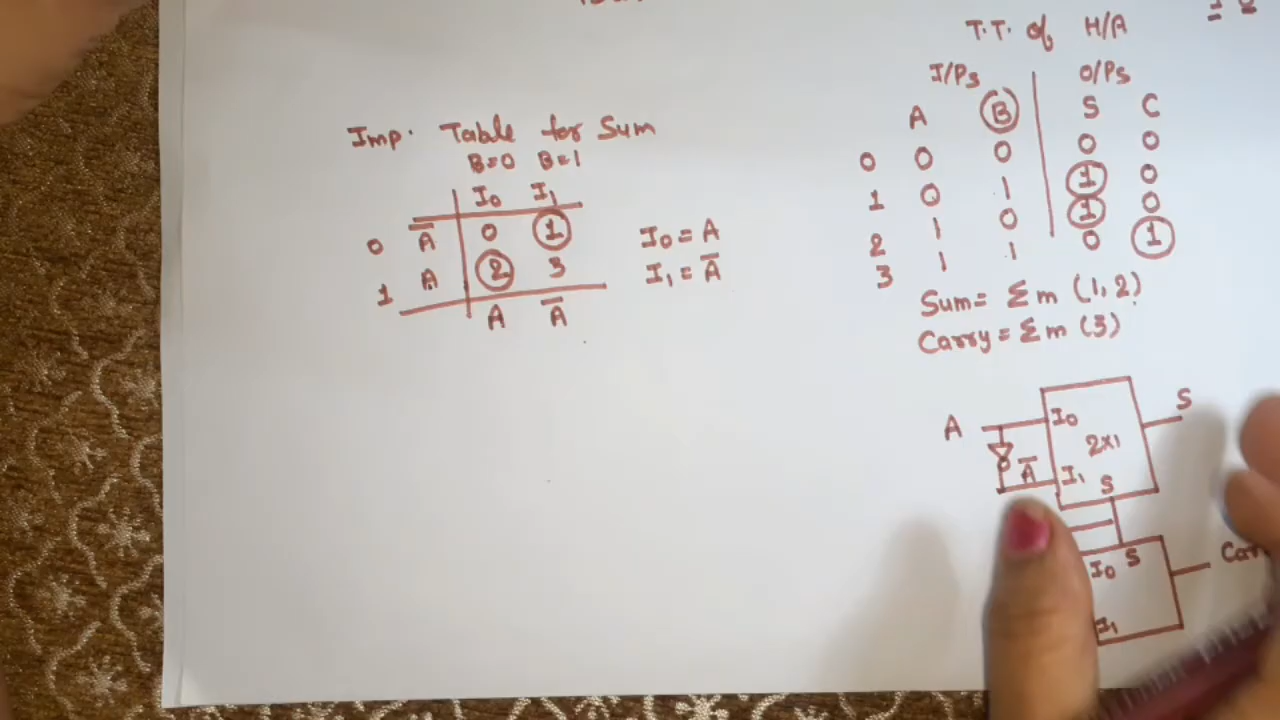 T.T. of H/A
I/Ps O/Ps
A B S C
0 0 0 0 0
1 0 1 1 0
2 1 0 1 0
3 1 1 0 1
Sum = Σm (1,2)
Carry = Σm (3)
Imp. Table for Sum
B=0 B=1
I0 I1
0 A̅ 0 1
1 A 2 3
A A̅
I0 = A
I1 = A̅
A I0 S
2x1
A̅ I1 S
I0 S
I1